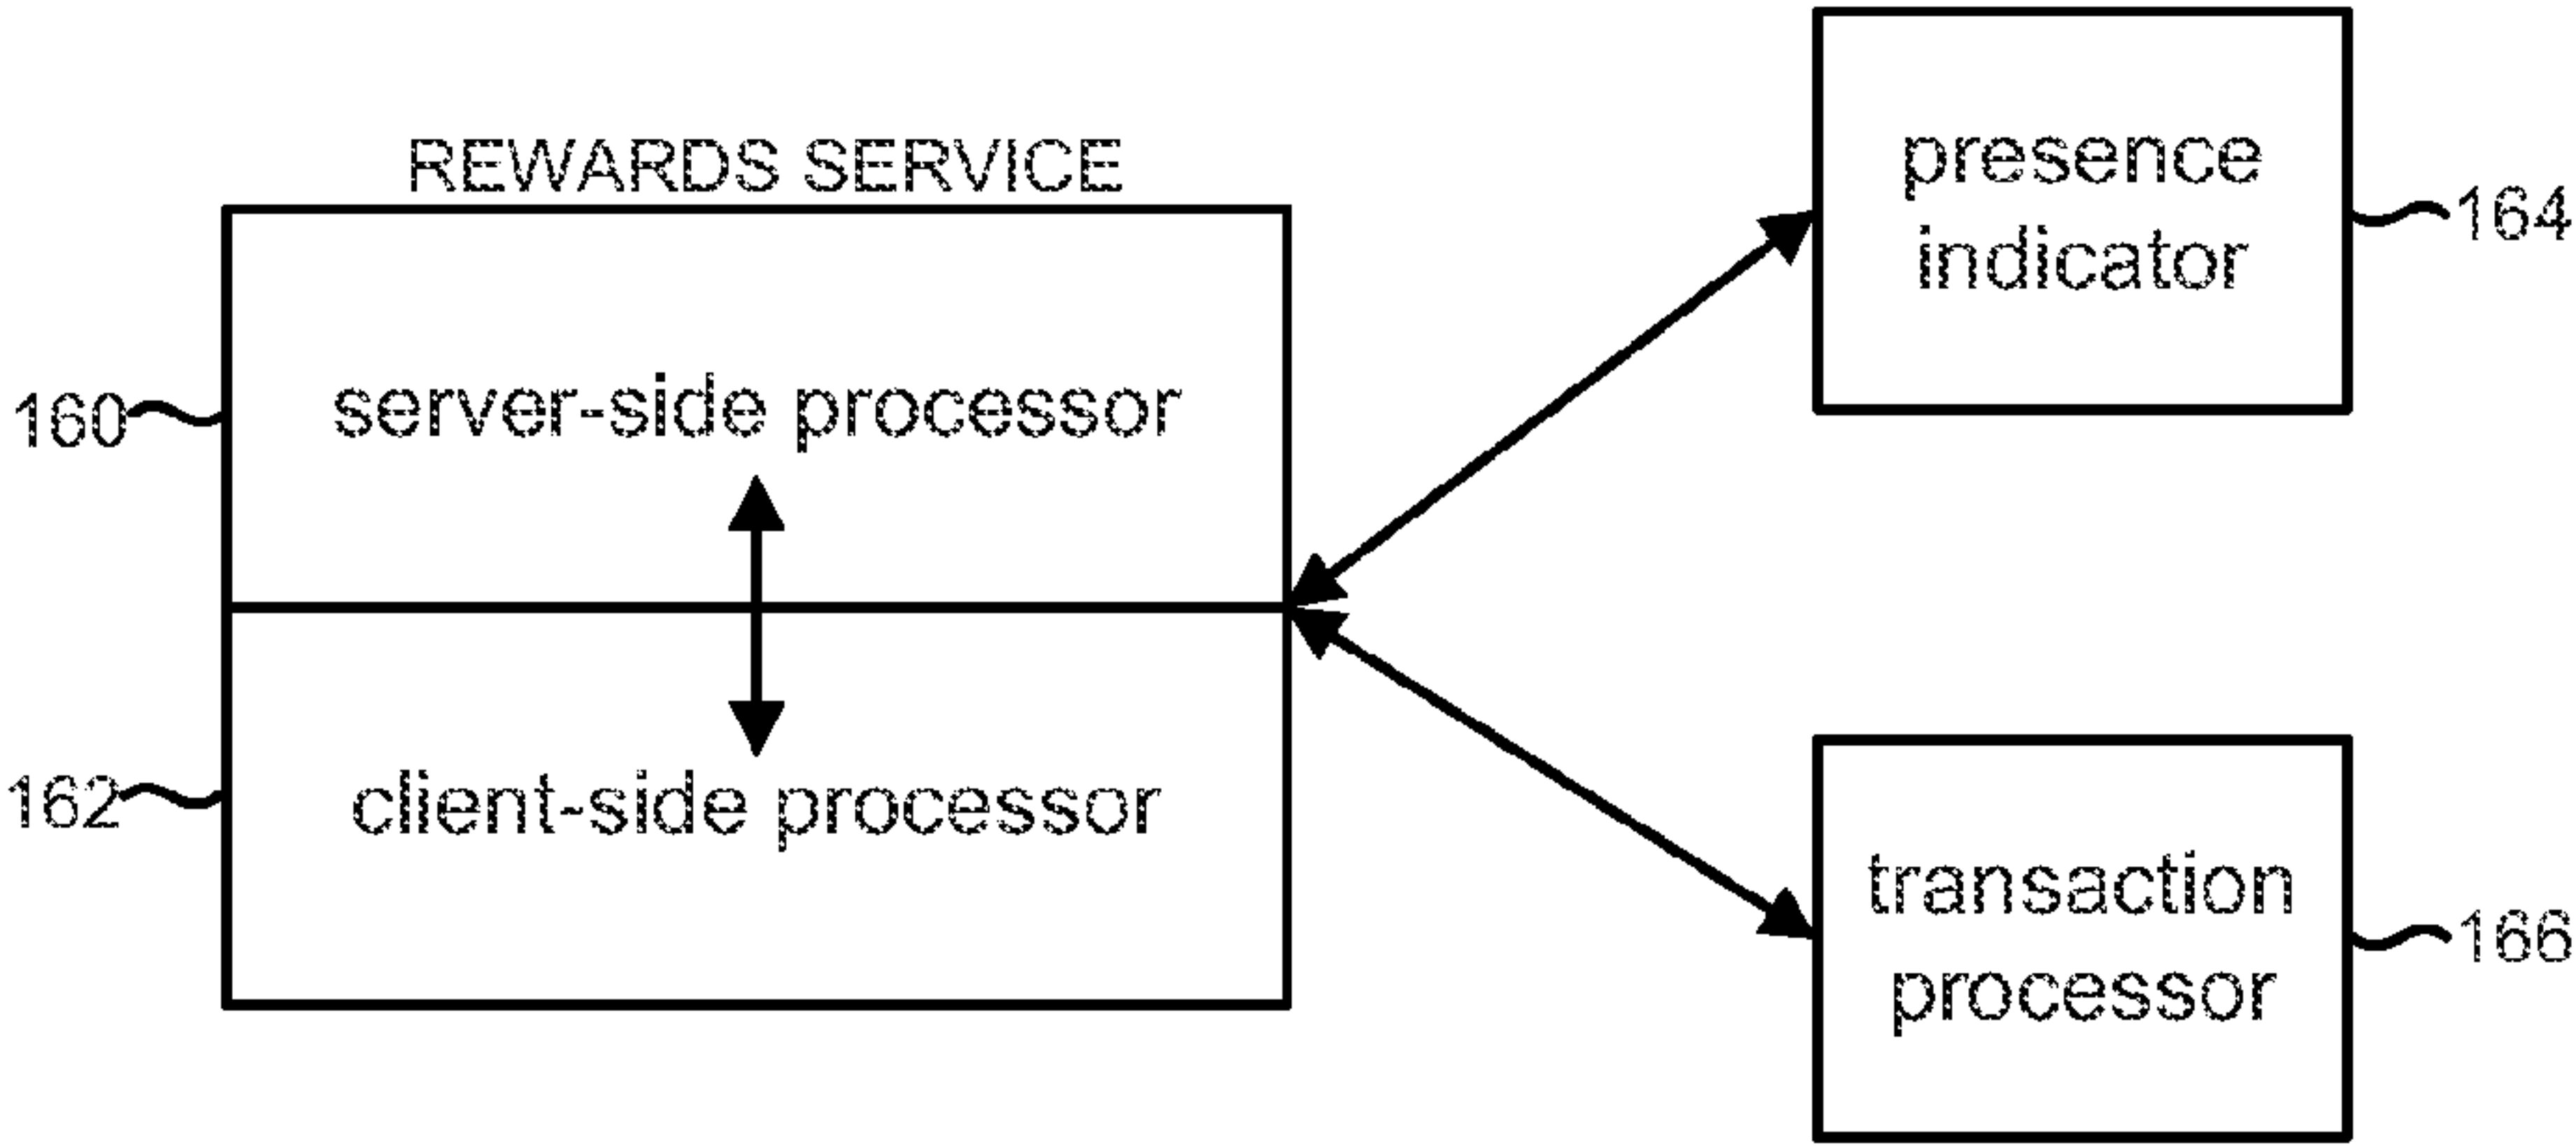 REWARDS SERVICE
160
server-side processor
162
client-side processor
presence
indicator
164
transaction
processor
166